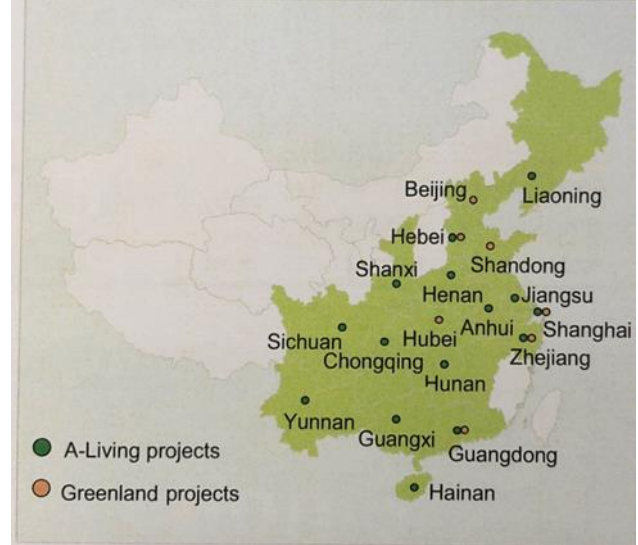 Beijing
Liaoning
Hebei
Shandong
Shanxi
Henan
Jiangsu
Anhui
Shanghai
Hubei
Sichuan
Chongqing
Zhejiang
Hunan
Yunnan
Guangxi
Guangdong
Hainan
A-Living projects
Greenland projects